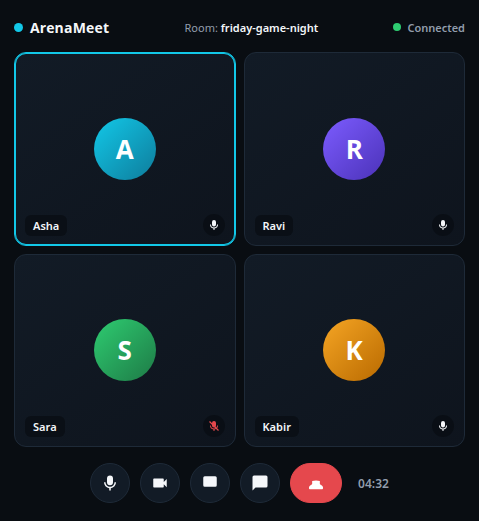 ArenaMeet Room: friday-game-night Connected
A R
Asha Ravi
S K
Sara Kabir
04:32